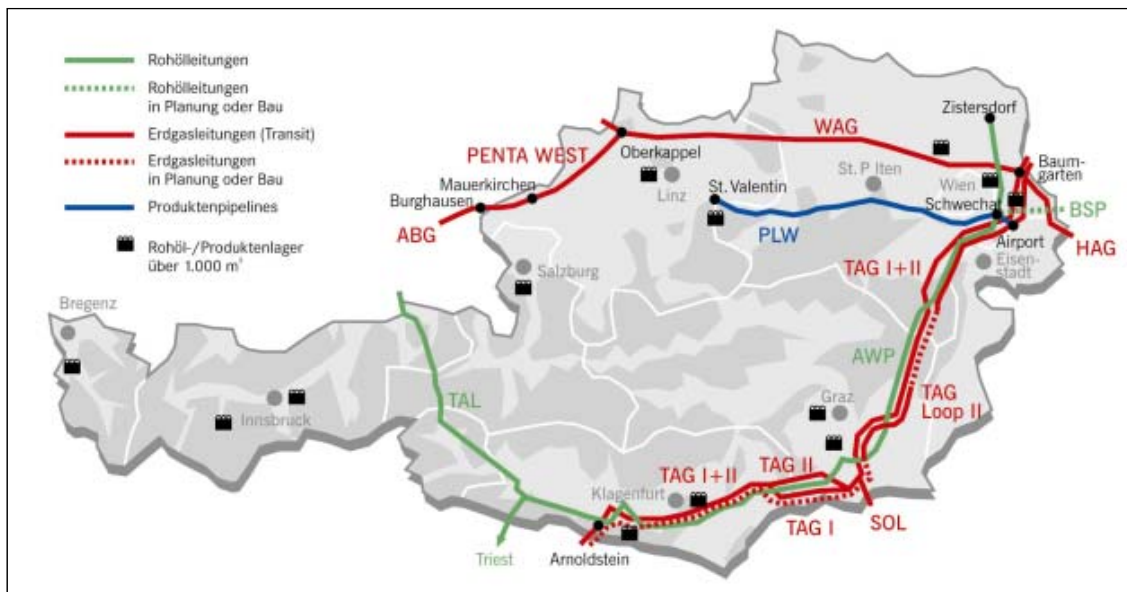 Rohölleitungen
Rohölleitungen
in Planung oder Bau
Erdgasleitungen (Transit)
Erdgasleitungen
in Planung oder Bau
Produktenpipelines
Rohöl-/Produktenlager
über 1.000 m³
Zistersdorf
WAG
PENTA WEST
Oberkappel
Linz
St. P lten
Wien
Baum-
garten
Mauerkirchen
Burghausen
St. Valentin
Schwechat
BSP
ABG
PLW
Airport
HAG
Eisen-
stadt
Salzburg
TAG I+II
Bregenz
AWP
TAL
TAG
Loop II
Graz
Innsbruck
TAG I+II
TAG II
Klagenfurt
TAG I
SOL
Triest
Arnoldstein